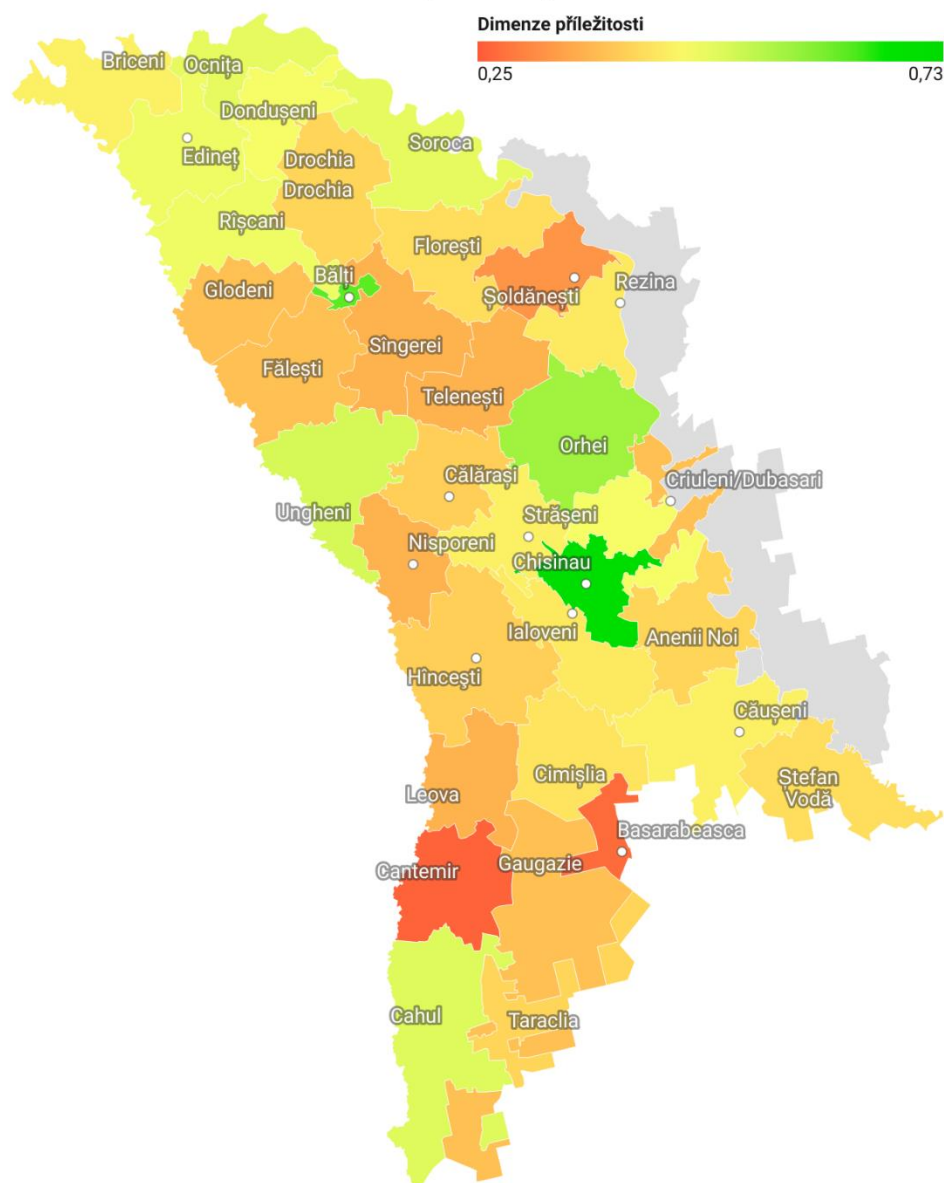 Dimenze příležitosti
0,25
0,73
Briceni
Ocnița
Dondușeni
Edineț
Drochia
Soroca
Drochia
Rîșcani
Florești
Bălți
Glodeni
Șoldănești
Rezina
Sîngerei
Fălești
Telenești
Orhei
Călărași
Criuleni/Dubasari
Ungheni
Strășeni
Nisporeni
Chisinau
Ialoveni
Anenii Noi
Hîncești
Căușeni
Cimișlia
Ștefan
Vodă
Leova
Basarabeasca
Cantemir
Gaugazie
Cahul
Taraclia